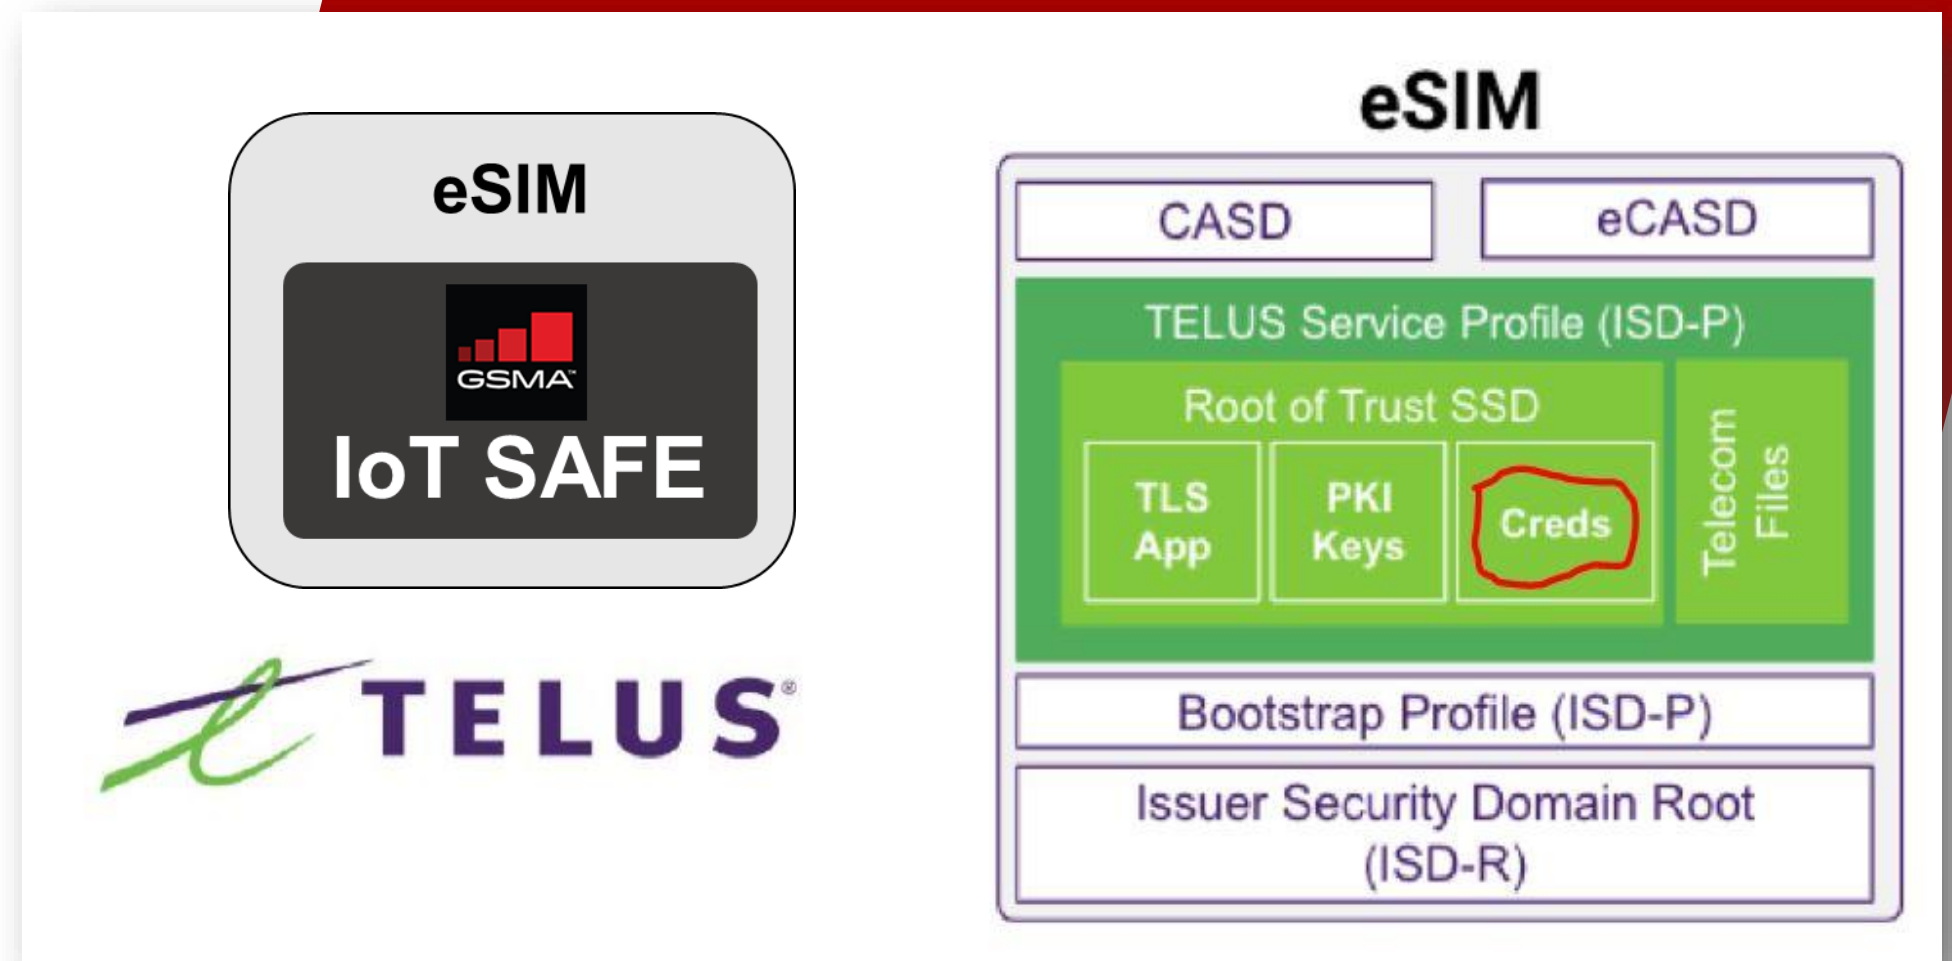 eSIM
GSMA™
IoT SAFE
TELUS®
eSIM
CASD
eCASD
TELUS Service Profile (ISD-P)
Root of Trust SSD
TLS
App
PKI
Keys
Creds
Telecom
Files
Bootstrap Profile (ISD-P)
Issuer Security Domain Root
(ISD-R)